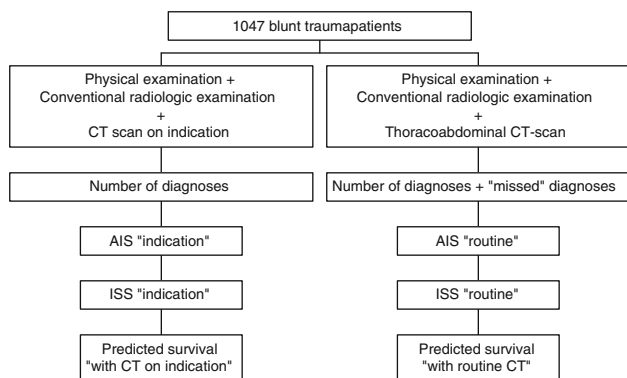 1047 blunt traumapatients
Physical examination +
Conventional radiologic examination
+
CT scan on indication
Physical examination +
Conventional radiologic examination
+
Thoracoabdominal CT-scan
Number of diagnoses
Number of diagnoses + "missed" diagnoses
AIS "indication"
AIS "routine"
ISS "indication"
ISS "routine"
Predicted survival
"with CT on indication"
Predicted survival
"with routine CT"